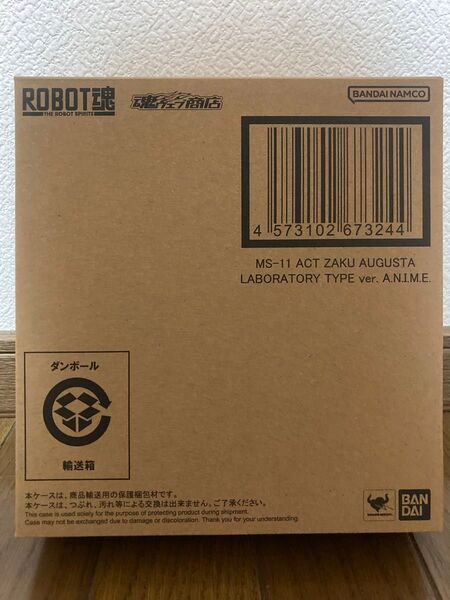 ROBOT魂
THE ROBOT SPIRITS
魂ウェブ商店
BANDAI NAMCO
4 573102 673244
MS-11 ACT ZAKU AUGUSTA
LABORATORY TYPE ver. A.N.I.M.E.
ダンボール
輸送箱
本ケースは、商品輸送用の保護梱包材です。
本ケースは、つぶれ、汚れ等による交換は出来ません。ご了承ください。
This case is used solely for the purpose of protecting product during shipment.
Case may not be exchanged due to damage or discoloration. Thank you for your understanding.
BAN
DAI